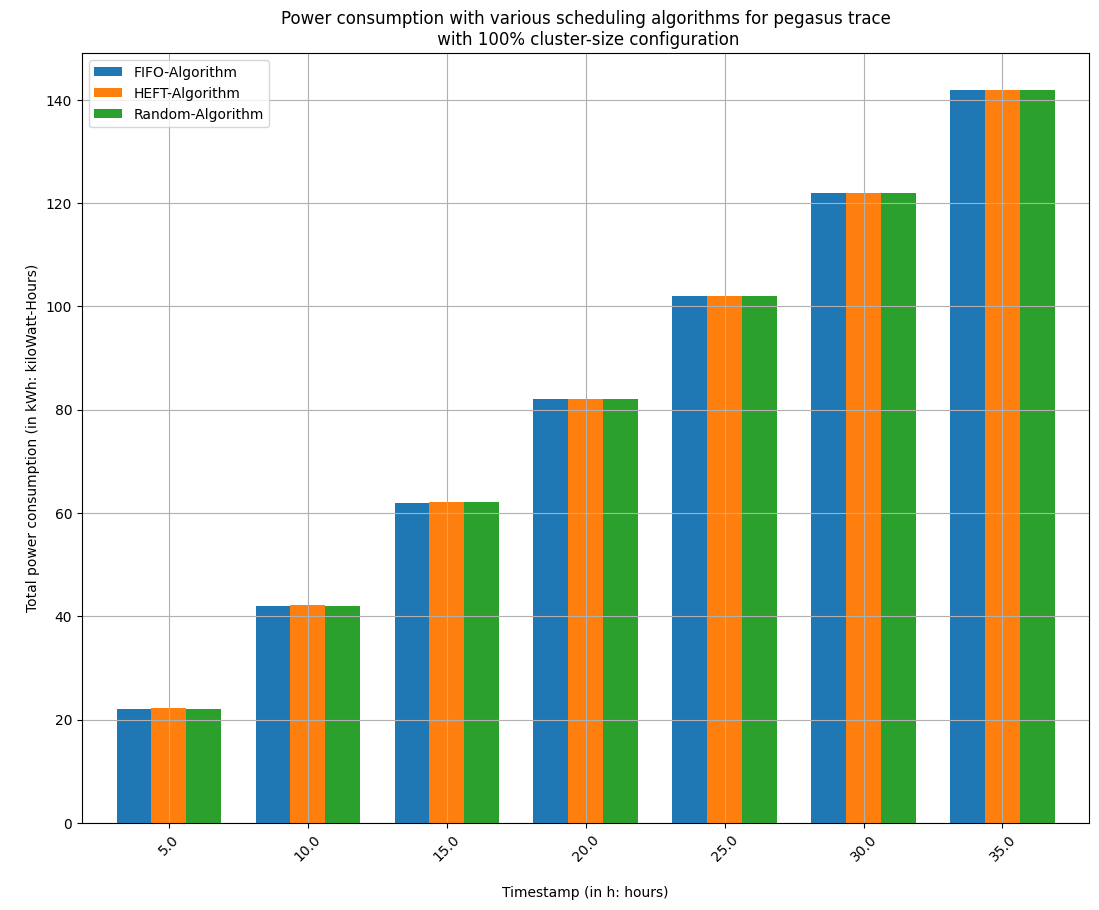 Power consumption with various scheduling algorithms for pegasus trace
with 100% cluster-size configuration
FIFO-Algorithm
HEFT-Algorithm
Random-Algorithm
Total power consumption (in kWh: kiloWatt-Hours)
140
120
100
80
60
40
20
0
5.0 10.0 15.0 20.0 25.0 30.0 35.0
Timestamp (in h: hours)